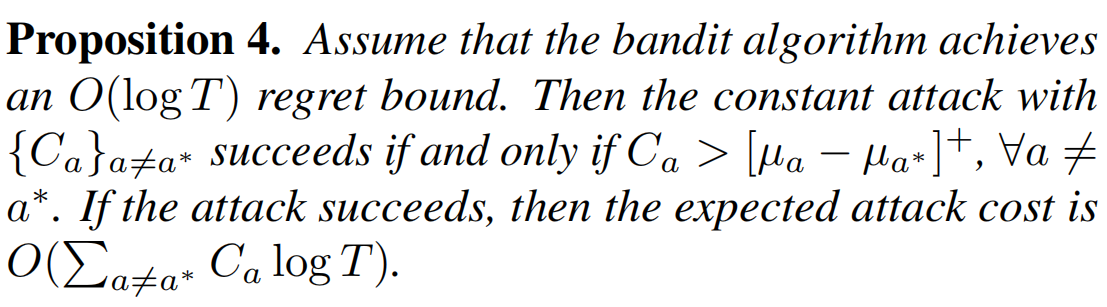 Proposition 4. Assume that the bandit algorithm achieves
an O(log T) regret bound. Then the constant attack with
{C_a}_{a≠a*} succeeds if and only if C_a > [μ_a − μ_{a*}]^+, ∀a ≠
a*. If the attack succeeds, then the expected attack cost is
O(∑_{a≠a*} C_a log T).